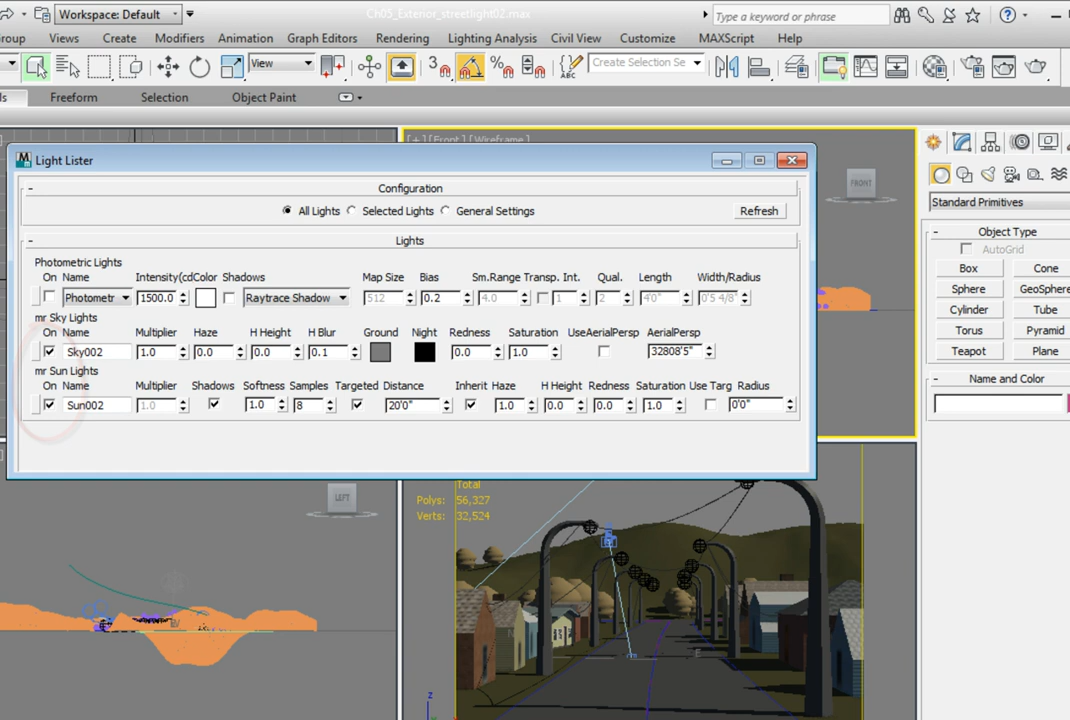 Workspace: Default
Ch05_Exterior_streetlight02.max
Type a keyword or phrase
Views Create Modifiers Animation Graph Editors Rendering Lighting Analysis Civil View Customize MAXScript Help
View
3
%
ABC
Create Selection Se
Freeform Selection Object Paint
[+] [Front] [Wireframe]
Light Lister
FRONT
Configuration
All Lights Selected Lights General Settings Refresh
Lights
Photometric Lights
On Name Intensity(cd Color Shadows Map Size Bias Sm.Range Transp. Int. Qual. Length Width/Radius
Photometr 1500.0 Raytrace Shadow 512 0.2 4.0 1 2 4'0" 0'5 4/8"
mr Sky Lights
On Name Multiplier Haze H Height H Blur Ground Night Redness Saturation UseAerialPersp AerialPersp
Sky002 1.0 0.0 0.0 0.1 0.0 1.0 32808'5"
mr Sun Lights
On Name Multiplier Shadows Softness Samples Targeted Distance Inherit Haze H Height Redness Saturation Use Targ Radius
Sun002 1.0 1.0 8 20'0" 1.0 0.0 0.0 1.0 0'0"
Standard Primitives
Object Type
AutoGrid
Box Cone
Sphere GeoSphere
Cylinder Tube
Torus Pyramid
Teapot Plane
Name and Color
LEFT
Total
Polys: 56,327
Verts: 32,524
z